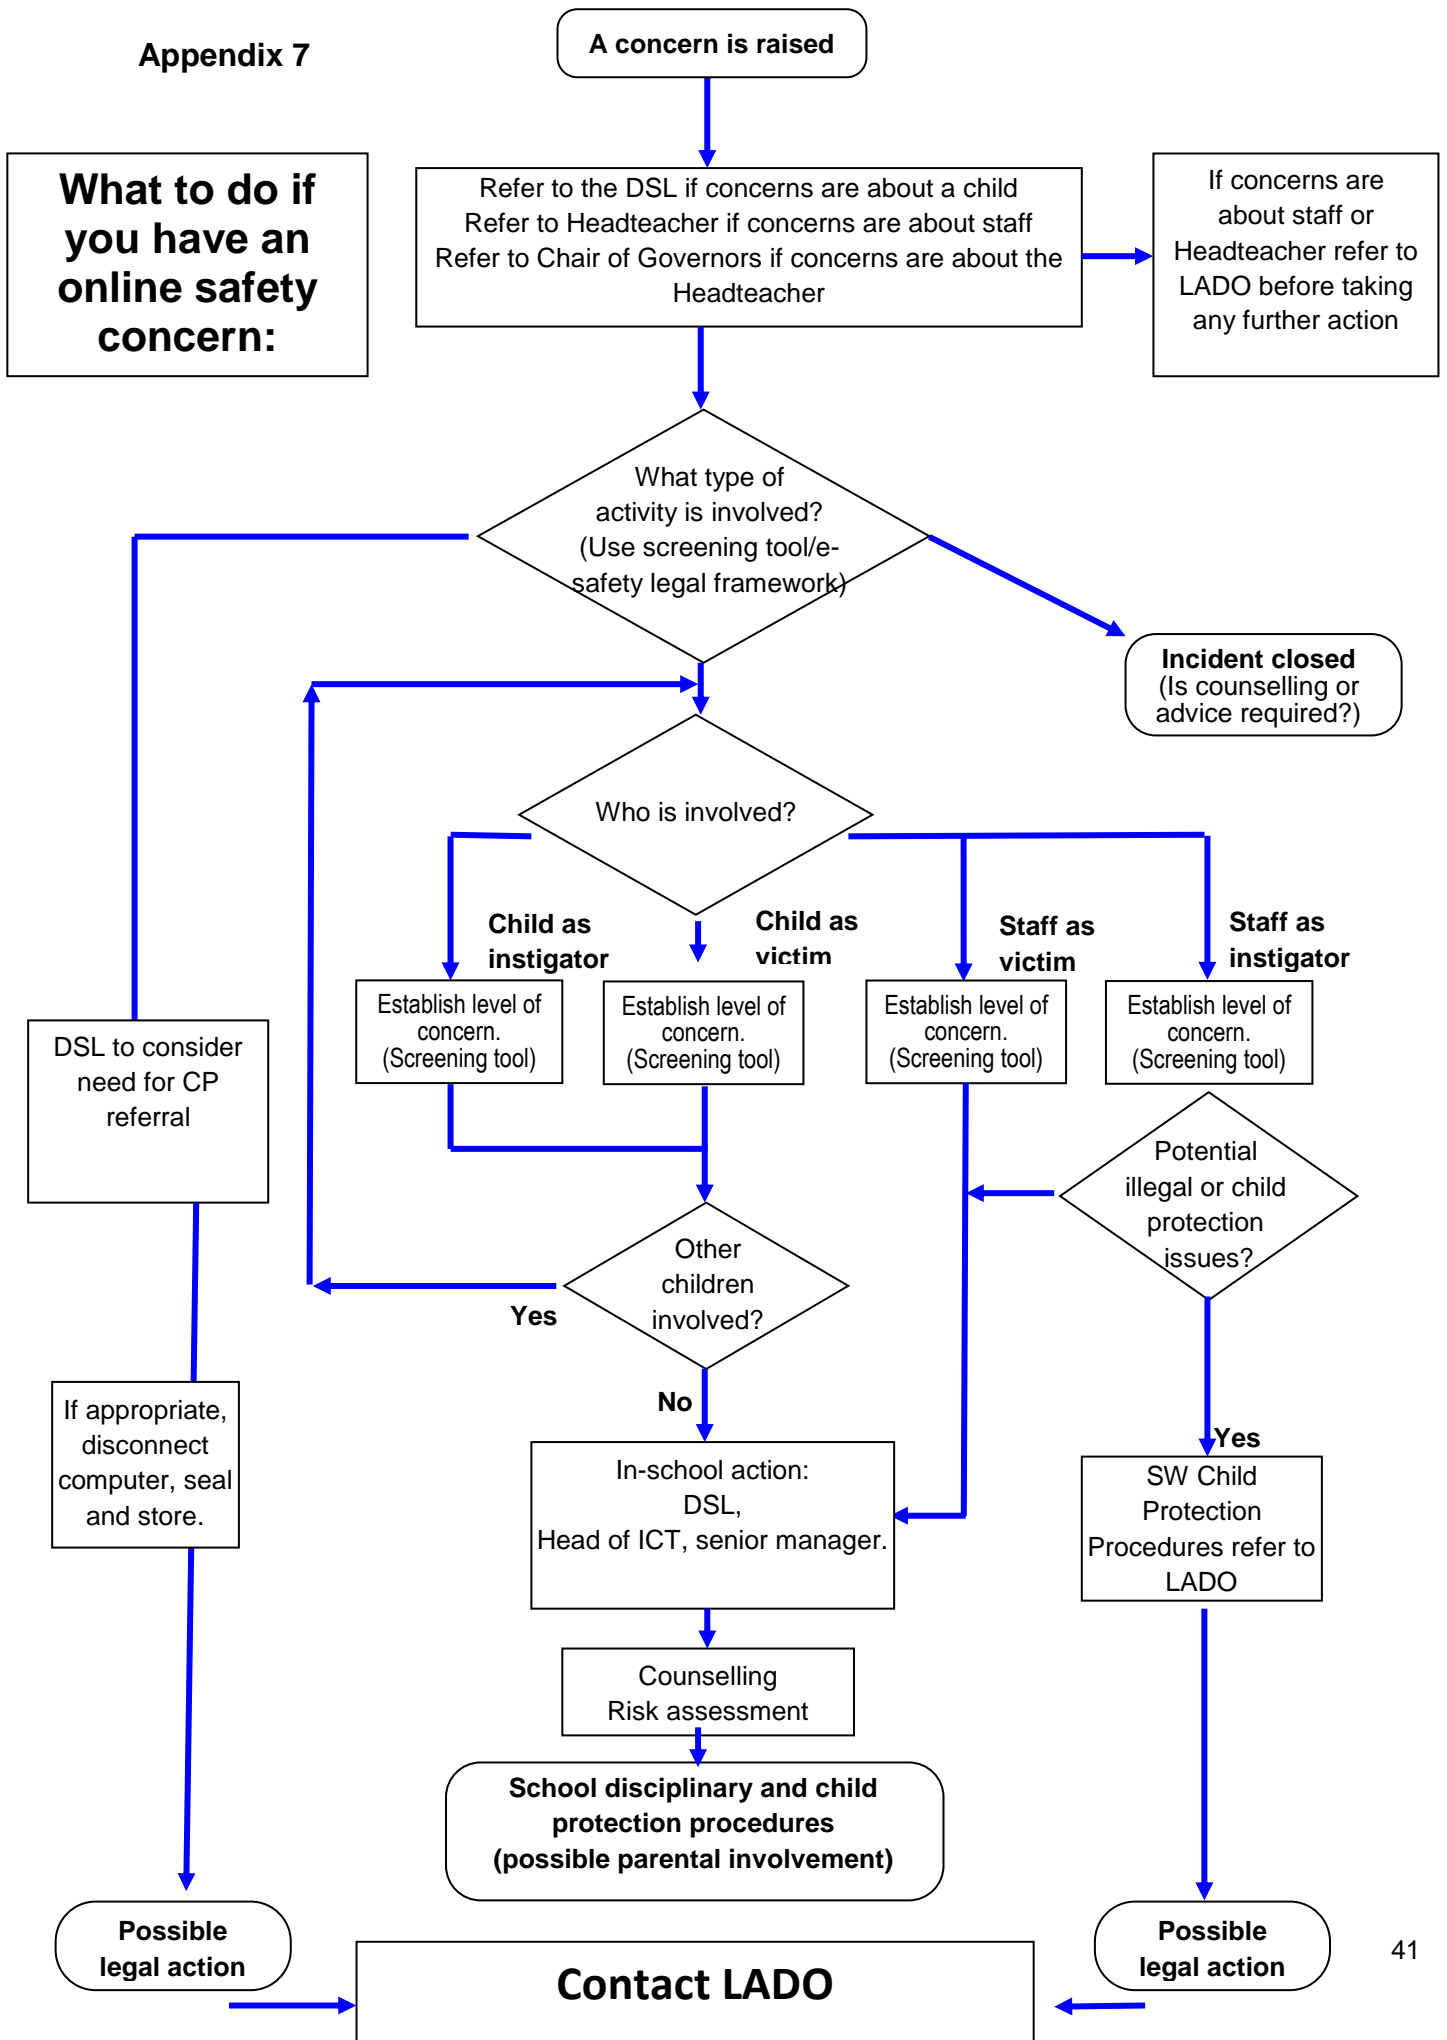 Appendix 7
A concern is raised
What to do if
you have an
online safety
concern:
Refer to the DSL if concerns are about a child
Refer to Headteacher if concerns are about staff
Refer to Chair of Governors if concerns are about the
Headteacher
If concerns are
about staff or
Headteacher refer to
LADO before taking
any further action
What type of
activity is involved?
(Use screening tool/e-
safety legal framework)
Incident closed
(Is counselling or
advice required?)
Who is involved?
Child as
instigator
Child as
victim
Staff as
victim
Staff as
instigator
Establish level of
concern.
(Screening tool)
Establish level of
concern.
(Screening tool)
Establish level of
concern.
(Screening tool)
Establish level of
concern.
(Screening tool)
DSL to consider
need for CP
referral
Potential
illegal or child
protection
issues?
Other
children
involved?
Yes
No
Yes
If appropriate,
disconnect
computer, seal
and store.
In-school action:
DSL,
Head of ICT, senior manager.
SW Child
Protection
Procedures refer to
LADO
Counselling
Risk assessment
School disciplinary and child
protection procedures
(possible parental involvement)
Possible
legal action
Possible
legal action
41
Contact LADO